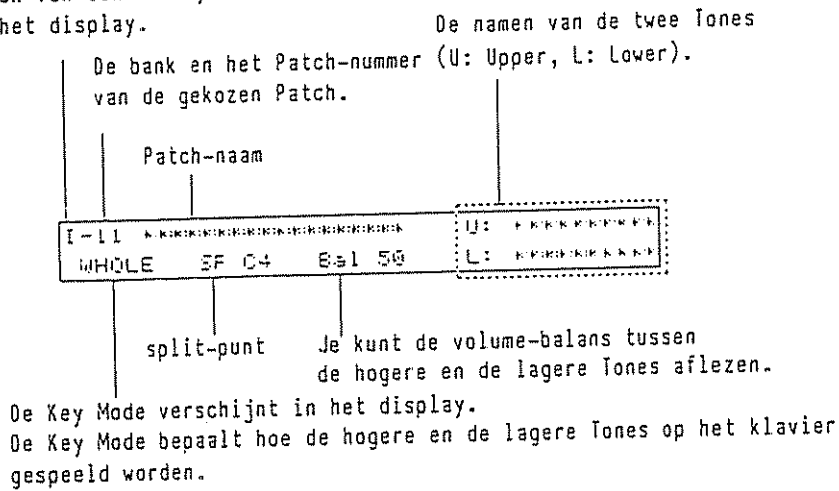 het display.
De namen van de twee Tones
De bank en het Patch-nummer (U: Upper, L: Lower).
van de gekozen Patch.
Patch-naam
I-11 ******************** U: **********
WHOLE SP C4 Bal 50 L: **********
split-punt Je kunt de volume-balans tussen
de hogere en de lagere Tones aflezen.
De Key Mode verschijnt in het display.
De Key Mode bepaalt hoe de hogere en de lagere Tones op het klavier
gespeeld worden.